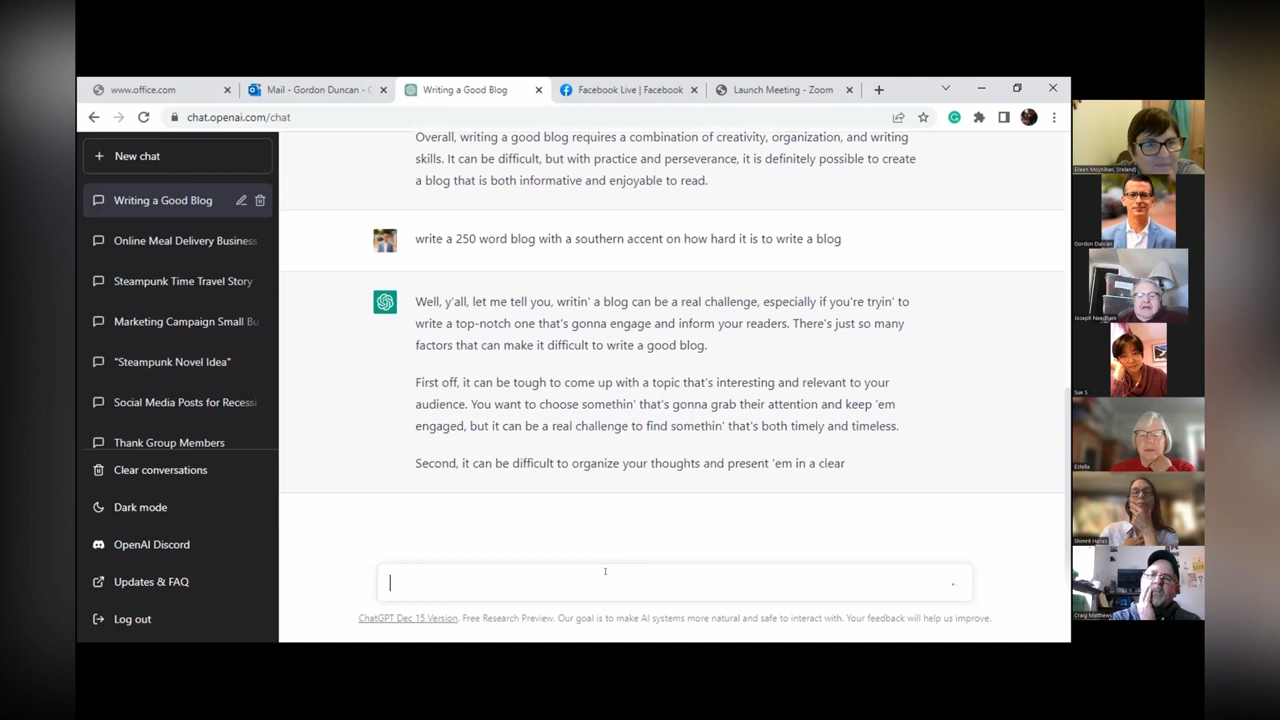 www.office.com
Mail - Gordon Duncan - C
Writing a Good Blog
Facebook Live | Facebook
Launch Meeting - Zoom
chat.openai.com/chat
New chat
Writing a Good Blog
Online Meal Delivery Business
Steampunk Time Travel Story
Marketing Campaign Small Bu
"Steampunk Novel Idea"
Social Media Posts for Recessi
Thank Group Members
Clear conversations
Dark mode
OpenAI Discord
Updates & FAQ
Log out
Overall, writing a good blog requires a combination of creativity, organization, and writing
skills. It can be difficult, but with practice and perseverance, it is definitely possible to create
a blog that is both informative and enjoyable to read.
write a 250 word blog with a southern accent on how hard it is to write a blog
Well, y'all, let me tell you, writin' a blog can be a real challenge, especially if you're tryin' to
write a top-notch one that's gonna engage and inform your readers. There's just so many
factors that can make it difficult to write a good blog.
First off, it can be tough to come up with a topic that's interesting and relevant to your
audience. You want to choose somethin' that's gonna grab their attention and keep 'em
engaged, but it can be a real challenge to find somethin' that's both timely and timeless.
Second, it can be difficult to organize your thoughts and present 'em in a clear
ChatGPT Dec 15 Version. Free Research Preview. Our goal is to make AI systems more natural and safe to interact with. Your feedback will help us improve.
Eileen Moynihan, (Ireland)
Gordon Duncan
Joseph Needham
Sue S
Estella
Shimrit Hanes
Craig Matthews